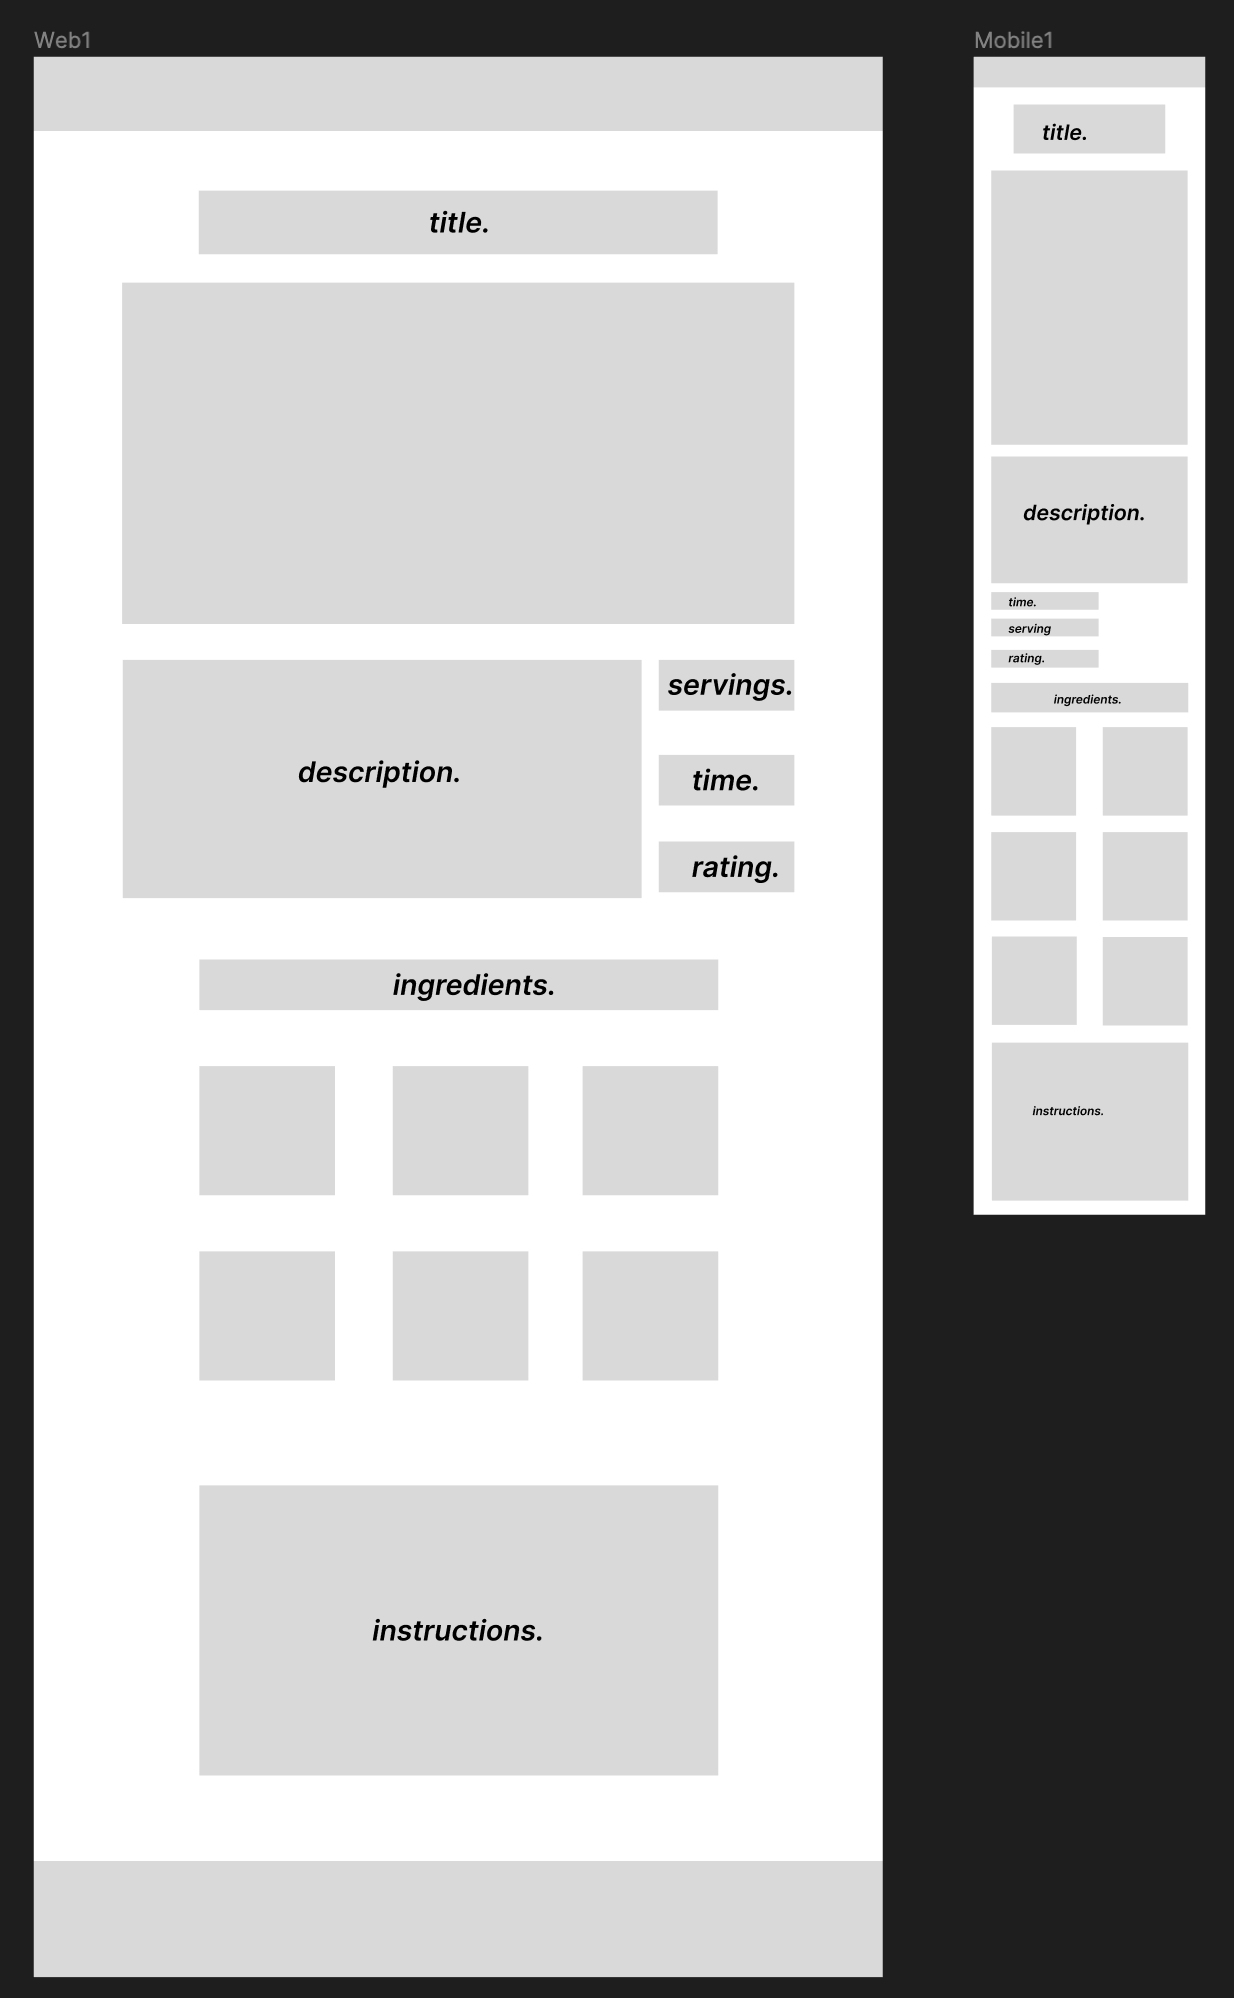 Web1
title.
description.
servings.
time.
rating.
ingredients.
instructions.
Mobile1
title.
description.
time.
serving
rating.
ingredients.
instructions.